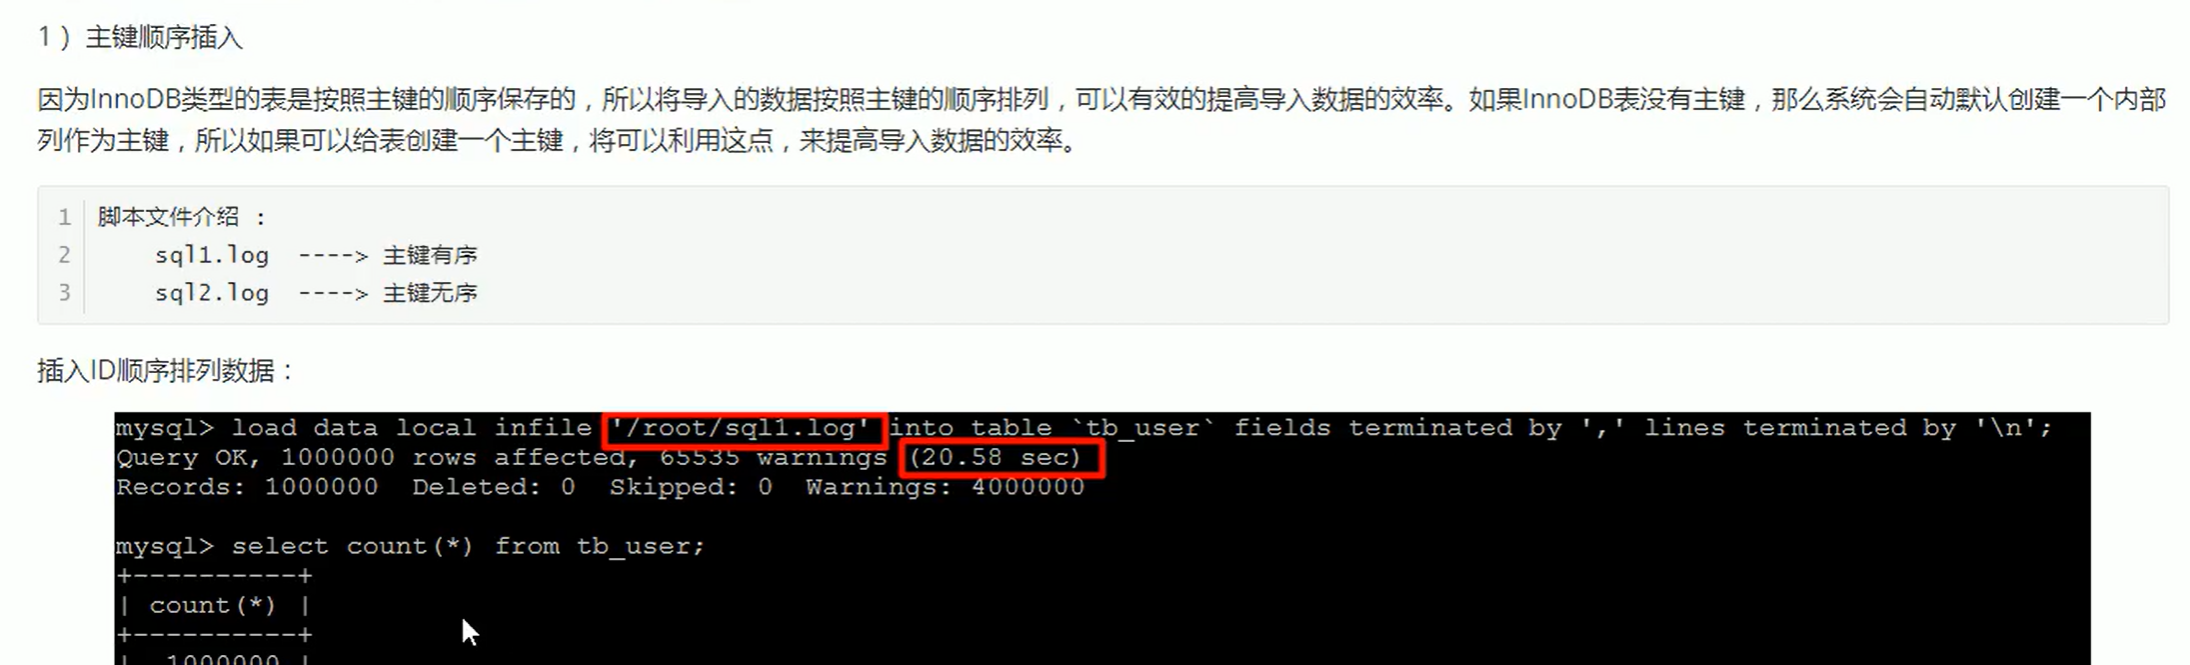 1 ）主键顺序插入
因为InnoDB类型的表是按照主键的顺序保存的，所以将导入的数据按照主键的顺序排列，可以有效的提高导入数据的效率。如果InnoDB表没有主键，那么系统会自动默认创建一个内部
列作为主键，所以如果可以给表创建一个主键，将可以利用这点，来提高导入数据的效率。
1 脚本文件介绍 ：
2 sql1.log ----> 主键有序
3 sql2.log ----> 主键无序
插入ID顺序排列数据：
mysql> load data local infile '/root/sql1.log' into table `tb_user` fields terminated by ',' lines terminated by '\n';
Query OK, 1000000 rows affected, 65535 warnings (20.58 sec)
Records: 1000000 Deleted: 0 Skipped: 0 Warnings: 4000000
mysql> select count(*) from tb_user;
+----------+
| count(*) |
+----------+
| 1000000 |